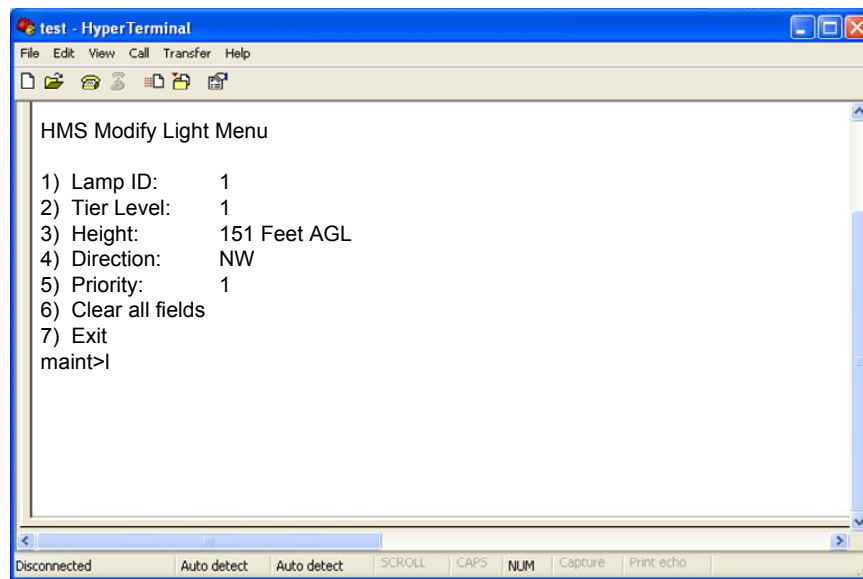 test - HyperTerminal
File Edit View Call Transfer Help
HMS Modify Light Menu
1) Lamp ID: 1
2) Tier Level: 1
3) Height: 151 Feet AGL
4) Direction: NW
5) Priority: 1
6) Clear all fields
7) Exit
maint>l
Disconnected Auto detect Auto detect SCROLL CAPS NUM Capture Print echo